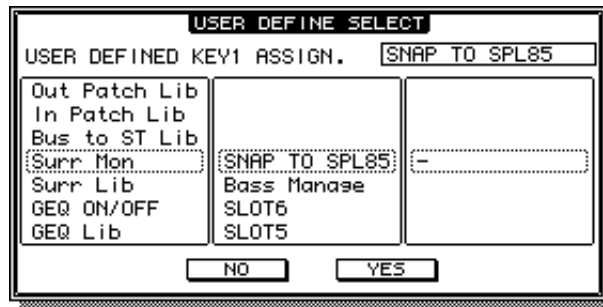 USER DEFINE SELECT
USER DEFINED KEY1 ASSIGN. SNAP TO SPL85
Out Patch Lib
In Patch Lib
Bus to ST Lib
Surr Mon SNAP TO SPL85 -
Surr Lib Bass Manage
GEQ ON/OFF SLOT6
GEQ Lib SLOT5
NO YES